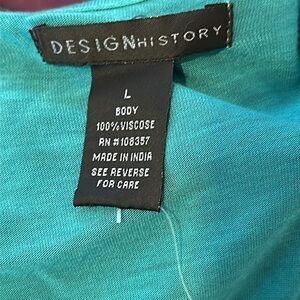 DESIGNHISTORY
L
BODY
100%VISCOSE
RN #108357
MADE IN INDIA
SEE REVERSE
FOR CARE